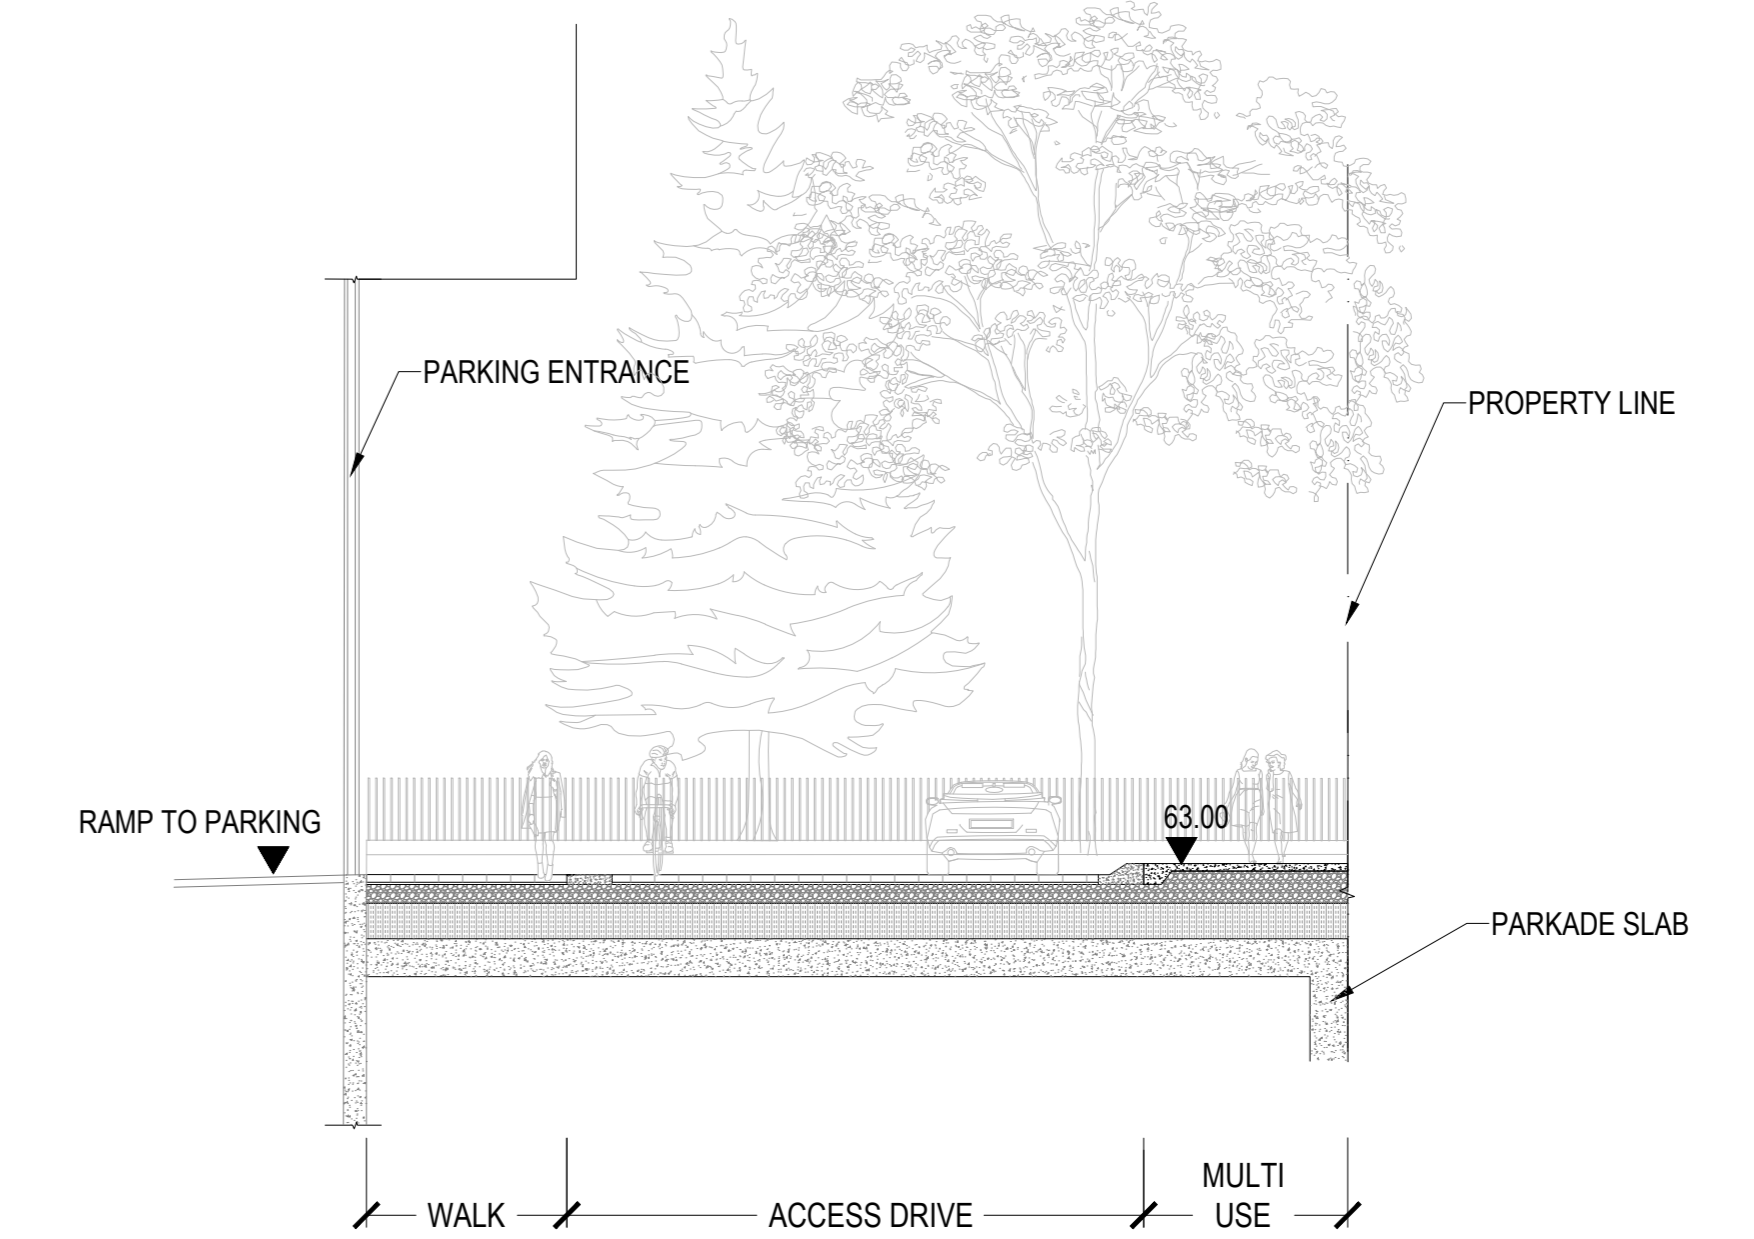 PARKING ENTRANCE
PROPERTY LINE
RAMP TO PARKING
63.00
PARKADE SLAB
WALK
ACCESS DRIVE
MULTI
USE